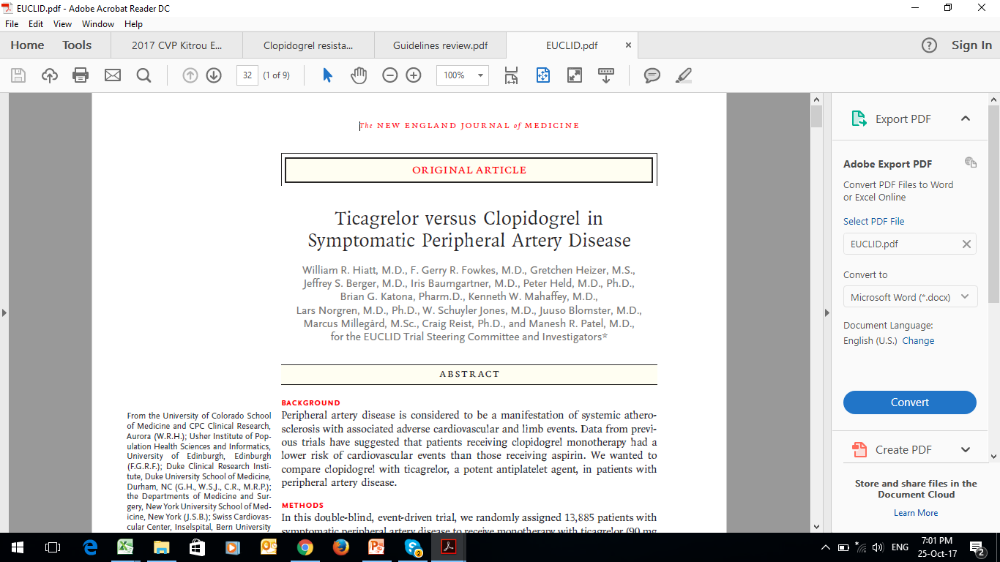 EUCLID.pdf - Adobe Acrobat Reader DC
File Edit View Window Help
Home Tools 2017 CVP Kitrou E... Clopidogrel resista... Guidelines review.pdf EUCLID.pdf × Sign In
32 (1 of 9) 100%
The NEW ENGLAND JOURNAL of MEDICINE
ORIGINAL ARTICLE
Ticagrelor versus Clopidogrel in
Symptomatic Peripheral Artery Disease
William R. Hiatt, M.D., F. Gerry R. Fowkes, M.D., Gretchen Heizer, M.S.,
Jeffrey S. Berger, M.D., Iris Baumgartner, M.D., Peter Held, M.D., Ph.D.,
Brian G. Katona, Pharm.D., Kenneth W. Mahaffey, M.D.,
Lars Norgren, M.D., Ph.D., W. Schuyler Jones, M.D., Juuso Blomster, M.D.,
Marcus Millegård, M.Sc., Craig Reist, Ph.D., and Manesh R. Patel, M.D.,
for the EUCLID Trial Steering Committee and Investigators*
ABSTRACT
From the University of Colorado School
of Medicine and CPC Clinical Research,
Aurora (W.R.H.); Usher Institute of Pop-
ulation Health Sciences and Informatics,
University of Edinburgh, Edinburgh
(F.G.R.F.); Duke Clinical Research Insti-
tute, Duke University School of Medicine,
Durham, NC (G.H., W.S.J., C.R., M.R.P.);
the Departments of Medicine and Sur-
gery, New York University School of Med-
icine, New York (J.S.B.); Swiss Cardiovas-
cular Center, Inselspital, Bern University
BACKGROUND
Peripheral artery disease is considered to be a manifestation of systemic athero-
sclerosis with associated adverse cardiovascular and limb events. Data from previ-
ous trials have suggested that patients receiving clopidogrel monotherapy had a
lower risk of cardiovascular events than those receiving aspirin. We wanted to
compare clopidogrel with ticagrelor, a potent antiplatelet agent, in patients with
peripheral artery disease.
METHODS
In this double-blind, event-driven trial, we randomly assigned 13,885 patients with
symptomatic peripheral artery disease to receive monotherapy with ticagrelor (90 mg
Export PDF
Adobe Export PDF
Convert PDF Files to Word
or Excel Online
Select PDF File
EUCLID.pdf
Convert to
Microsoft Word (*.docx)
Document Language:
English (U.S.) Change
Convert
Create PDF
Store and share files in the
Document Cloud
Learn More
ENG
7:01 PM
25-Oct-17
2
2